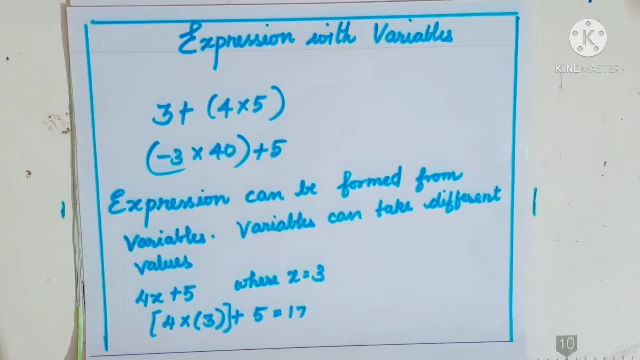 Expression with Variables
K
KINEMASTER
3 + (4 × 5)
(-3 × 40) + 5
Expression can be formed from
variables. Variables can take different
values
4x + 5 where x = 3
[4 × (3)] + 5 = 17
10